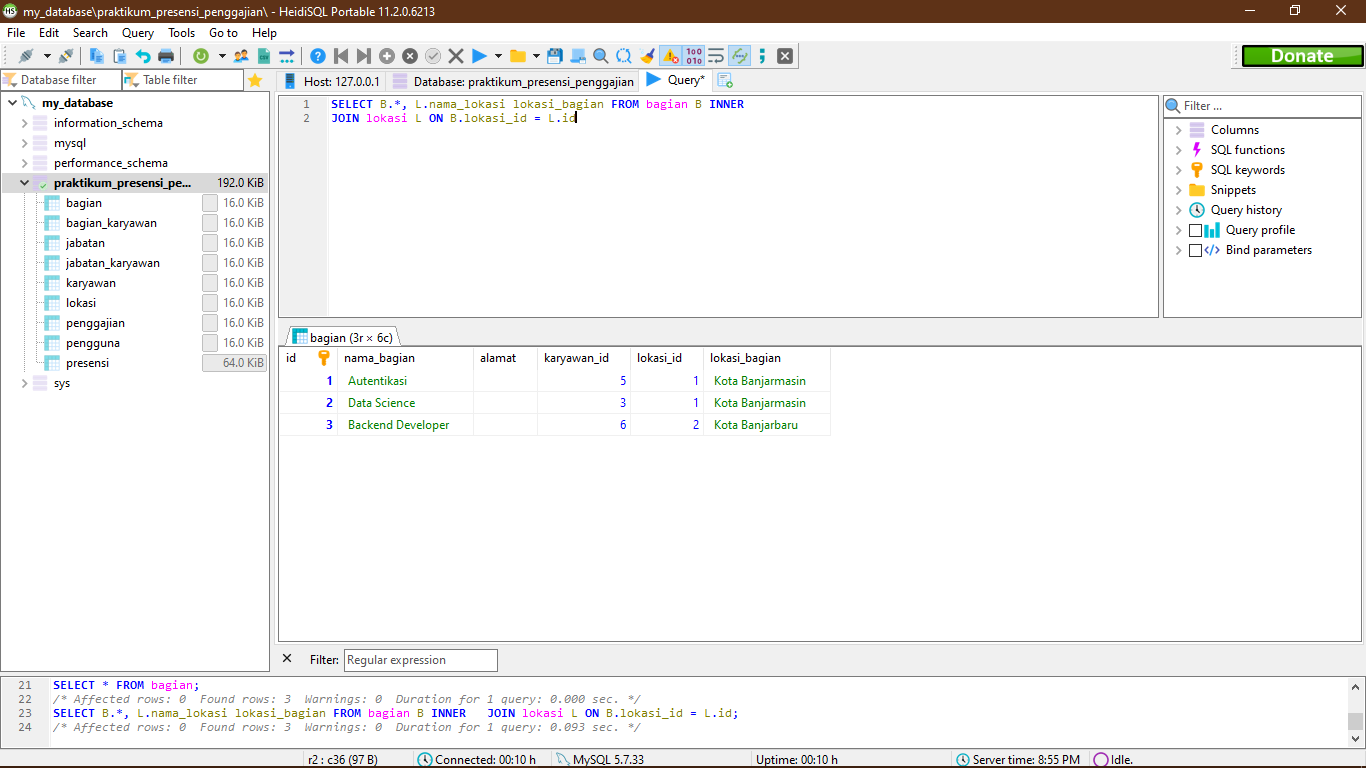 my_database\praktikum_presensi_penggajian\ - HeidiSQL Portable 11.2.0.6213
File Edit Search Query Tools Go to Help
Donate
Database filter Table filter
Host: 127.0.0.1 Database: praktikum_presensi_penggajian Query*
my_database
information_schema
mysql
performance_schema
praktikum_presensi_pe... 192.0 KiB
bagian 16.0 KiB
bagian_karyawan 16.0 KiB
jabatan 16.0 KiB
jabatan_karyawan 16.0 KiB
karyawan 16.0 KiB
lokasi 16.0 KiB
penggajian 16.0 KiB
pengguna 16.0 KiB
presensi 64.0 KiB
sys
1 SELECT B.*, L.nama_lokasi lokasi_bagian FROM bagian B INNER
2 JOIN lokasi L ON B.lokasi_id = L.id
Filter ...
Columns
SQL functions
SQL keywords
Snippets
Query history
Query profile
Bind parameters
bagian (3r × 6c)
id nama_bagian alamat karyawan_id lokasi_id lokasi_bagian
1 Autentikasi 5 1 Kota Banjarmasin
2 Data Science 3 1 Kota Banjarmasin
3 Backend Developer 6 2 Kota Banjarbaru
Filter: Regular expression
21 SELECT * FROM bagian;
22 /* Affected rows: 0 Found rows: 3 Warnings: 0 Duration for 1 query: 0.000 sec. */
23 SELECT B.*, L.nama_lokasi lokasi_bagian FROM bagian B INNER JOIN lokasi L ON B.lokasi_id = L.id;
24 /* Affected rows: 0 Found rows: 3 Warnings: 0 Duration for 1 query: 0.093 sec. */
r2 : c36 (97 B) Connected: 00:10 h MySQL 5.7.33 Uptime: 00:10 h Server time: 8:55 PM Idle.